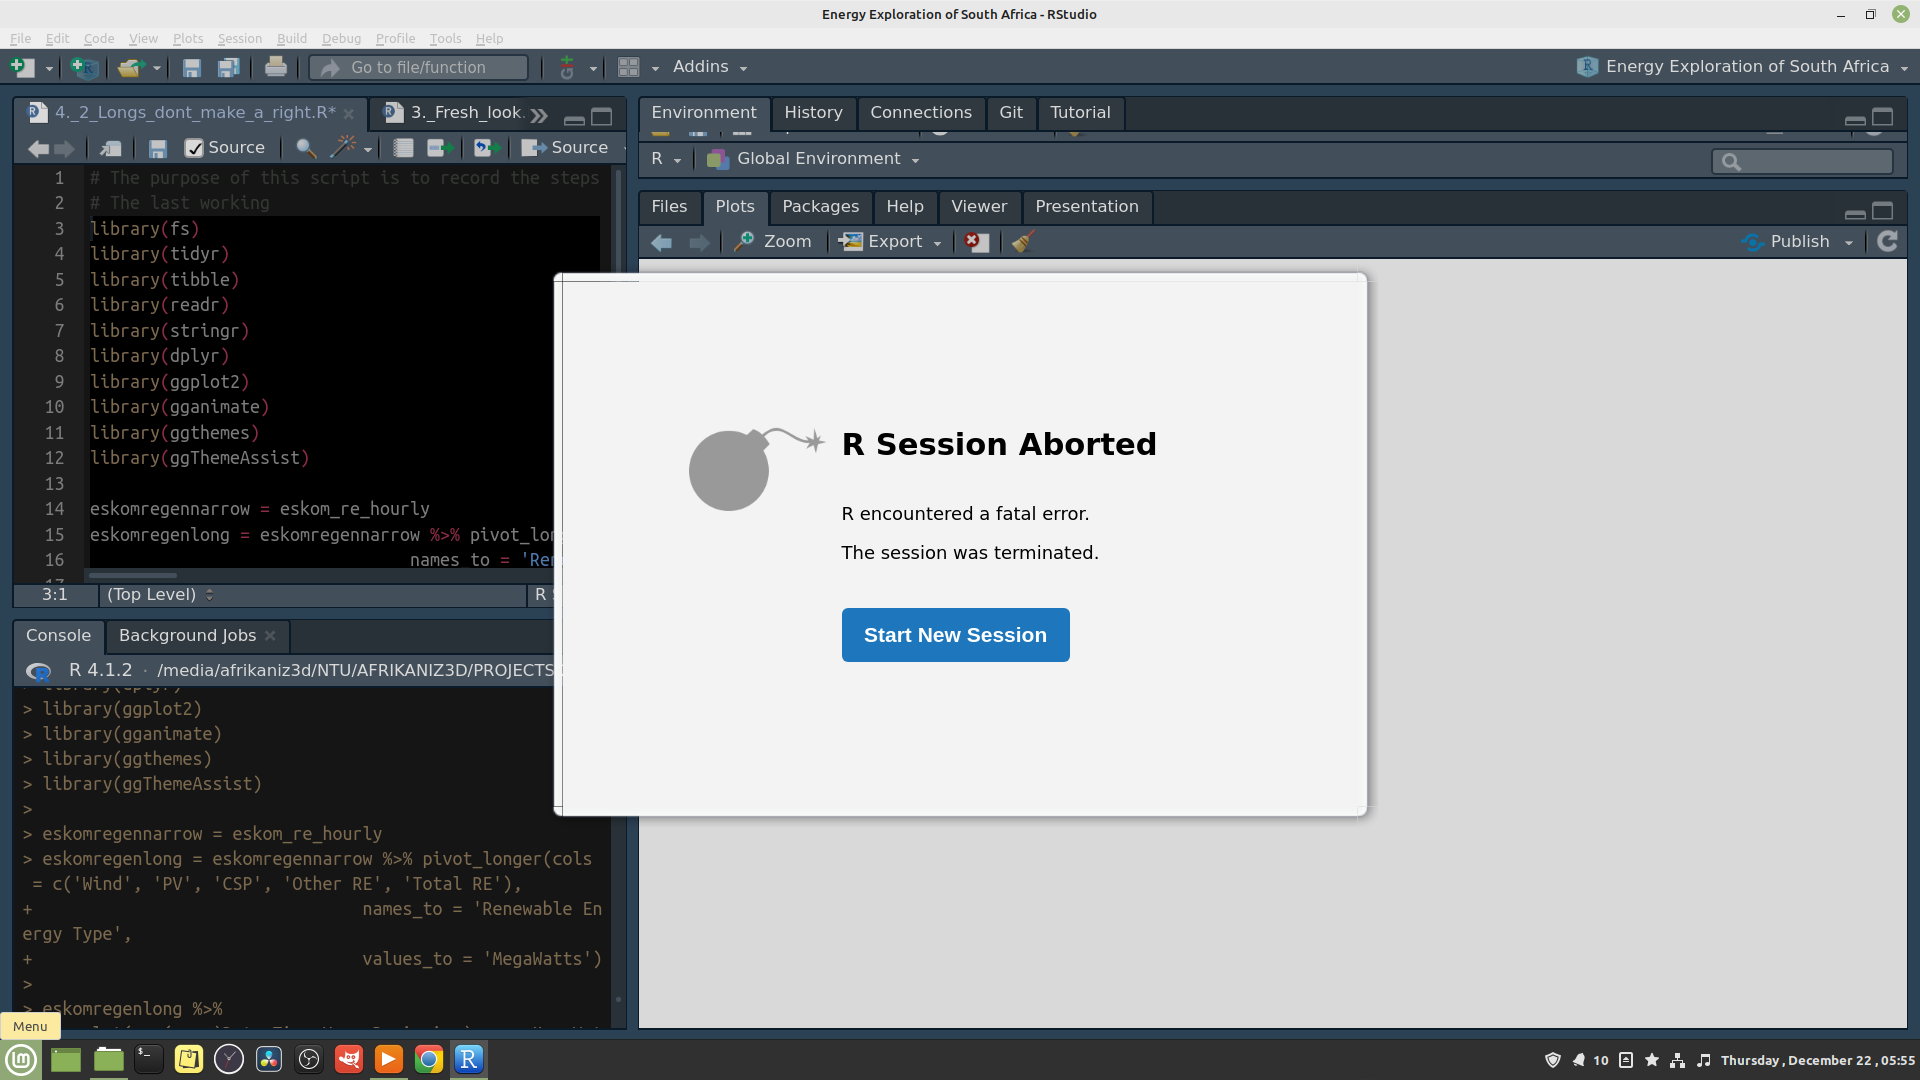 Energy Exploration of South Africa - RStudio
File Edit Code View Plots Session Build Debug Profile Tools Help
Go to file/function
Addins
Energy Exploration of South Africa
4._2_Longs_dont_make_a_right.R*
3._Fresh_look.
Source
Source
1 # The purpose of this script is to record the steps
2 # The last working
3 library(fs)
4 library(tidyr)
5 library(tibble)
6 library(readr)
7 library(stringr)
8 library(dplyr)
9 library(ggplot2)
10 library(gganimate)
11 library(ggthemes)
12 library(ggThemeAssist)
13
14 eskomregennarrow = eskom_re_hourly
15 eskomregenlong = eskomregennarrow %>% pivot_lon
16 names_to = 'Ren
17
3:1 (Top Level) R
Environment History Connections Git Tutorial
R Global Environment
Files Plots Packages Help Viewer Presentation
Zoom Export Publish
R Session Aborted
R encountered a fatal error.
The session was terminated.
Start New Session
Console Background Jobs
R 4.1.2 · /media/afrikaniz3d/NTU/AFRIKANIZ3D/PROJECTS
> library(dplyr)
> library(ggplot2)
> library(gganimate)
> library(ggthemes)
> library(ggThemeAssist)
>
> eskomregennarrow = eskom_re_hourly
> eskomregenlong = eskomregennarrow %>% pivot_longer(cols
= c('Wind', 'PV', 'CSP', 'Other RE', 'Total RE'),
+ names_to = 'Renewable En
ergy Type',
+ values_to = 'MegaWatts')
>
> eskomregenlong %>%
Menu
10
Thursday, December 22, 05:55